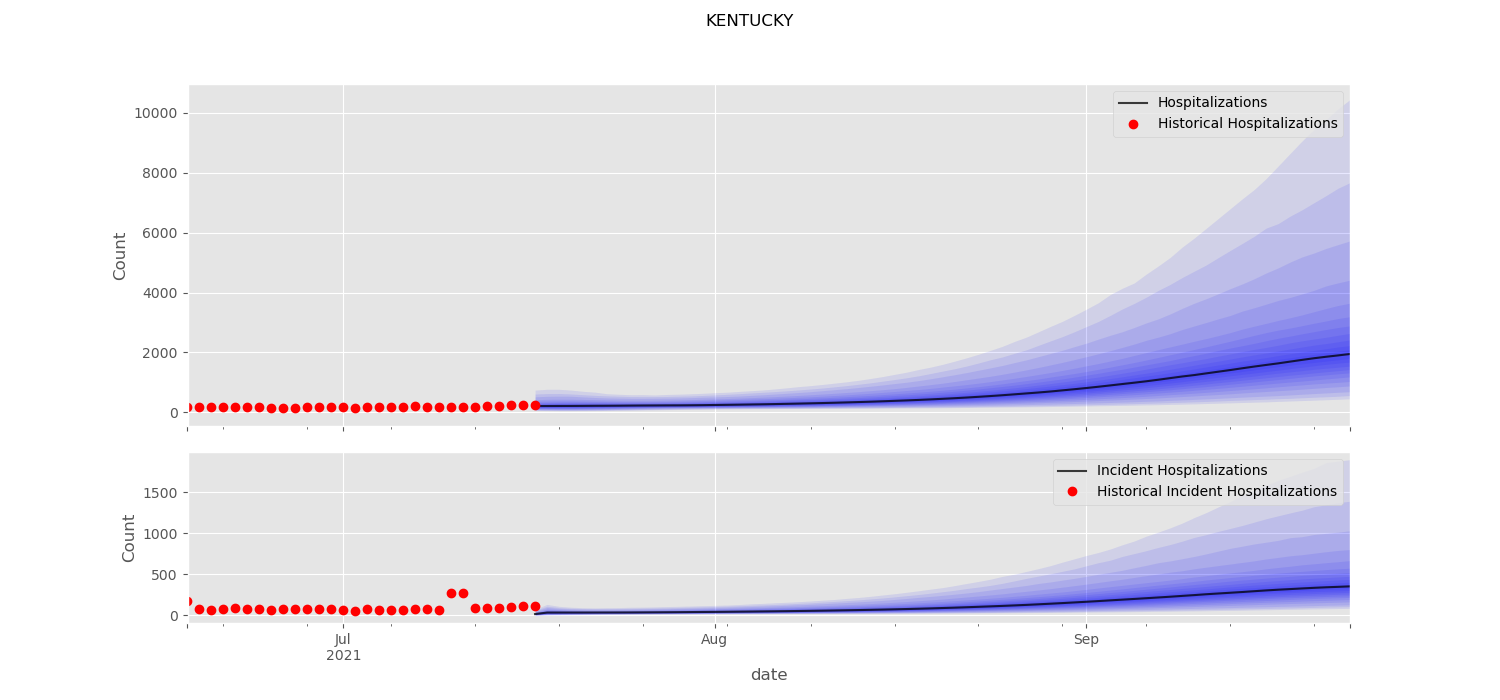 KENTUCKY
Hospitalizations
Historical Hospitalizations
10000
8000
6000
4000
2000
0
Count
Incident Hospitalizations
Historical Incident Hospitalizations
1500
1000
500
0
Count
Jul
2021
Aug
Sep
date